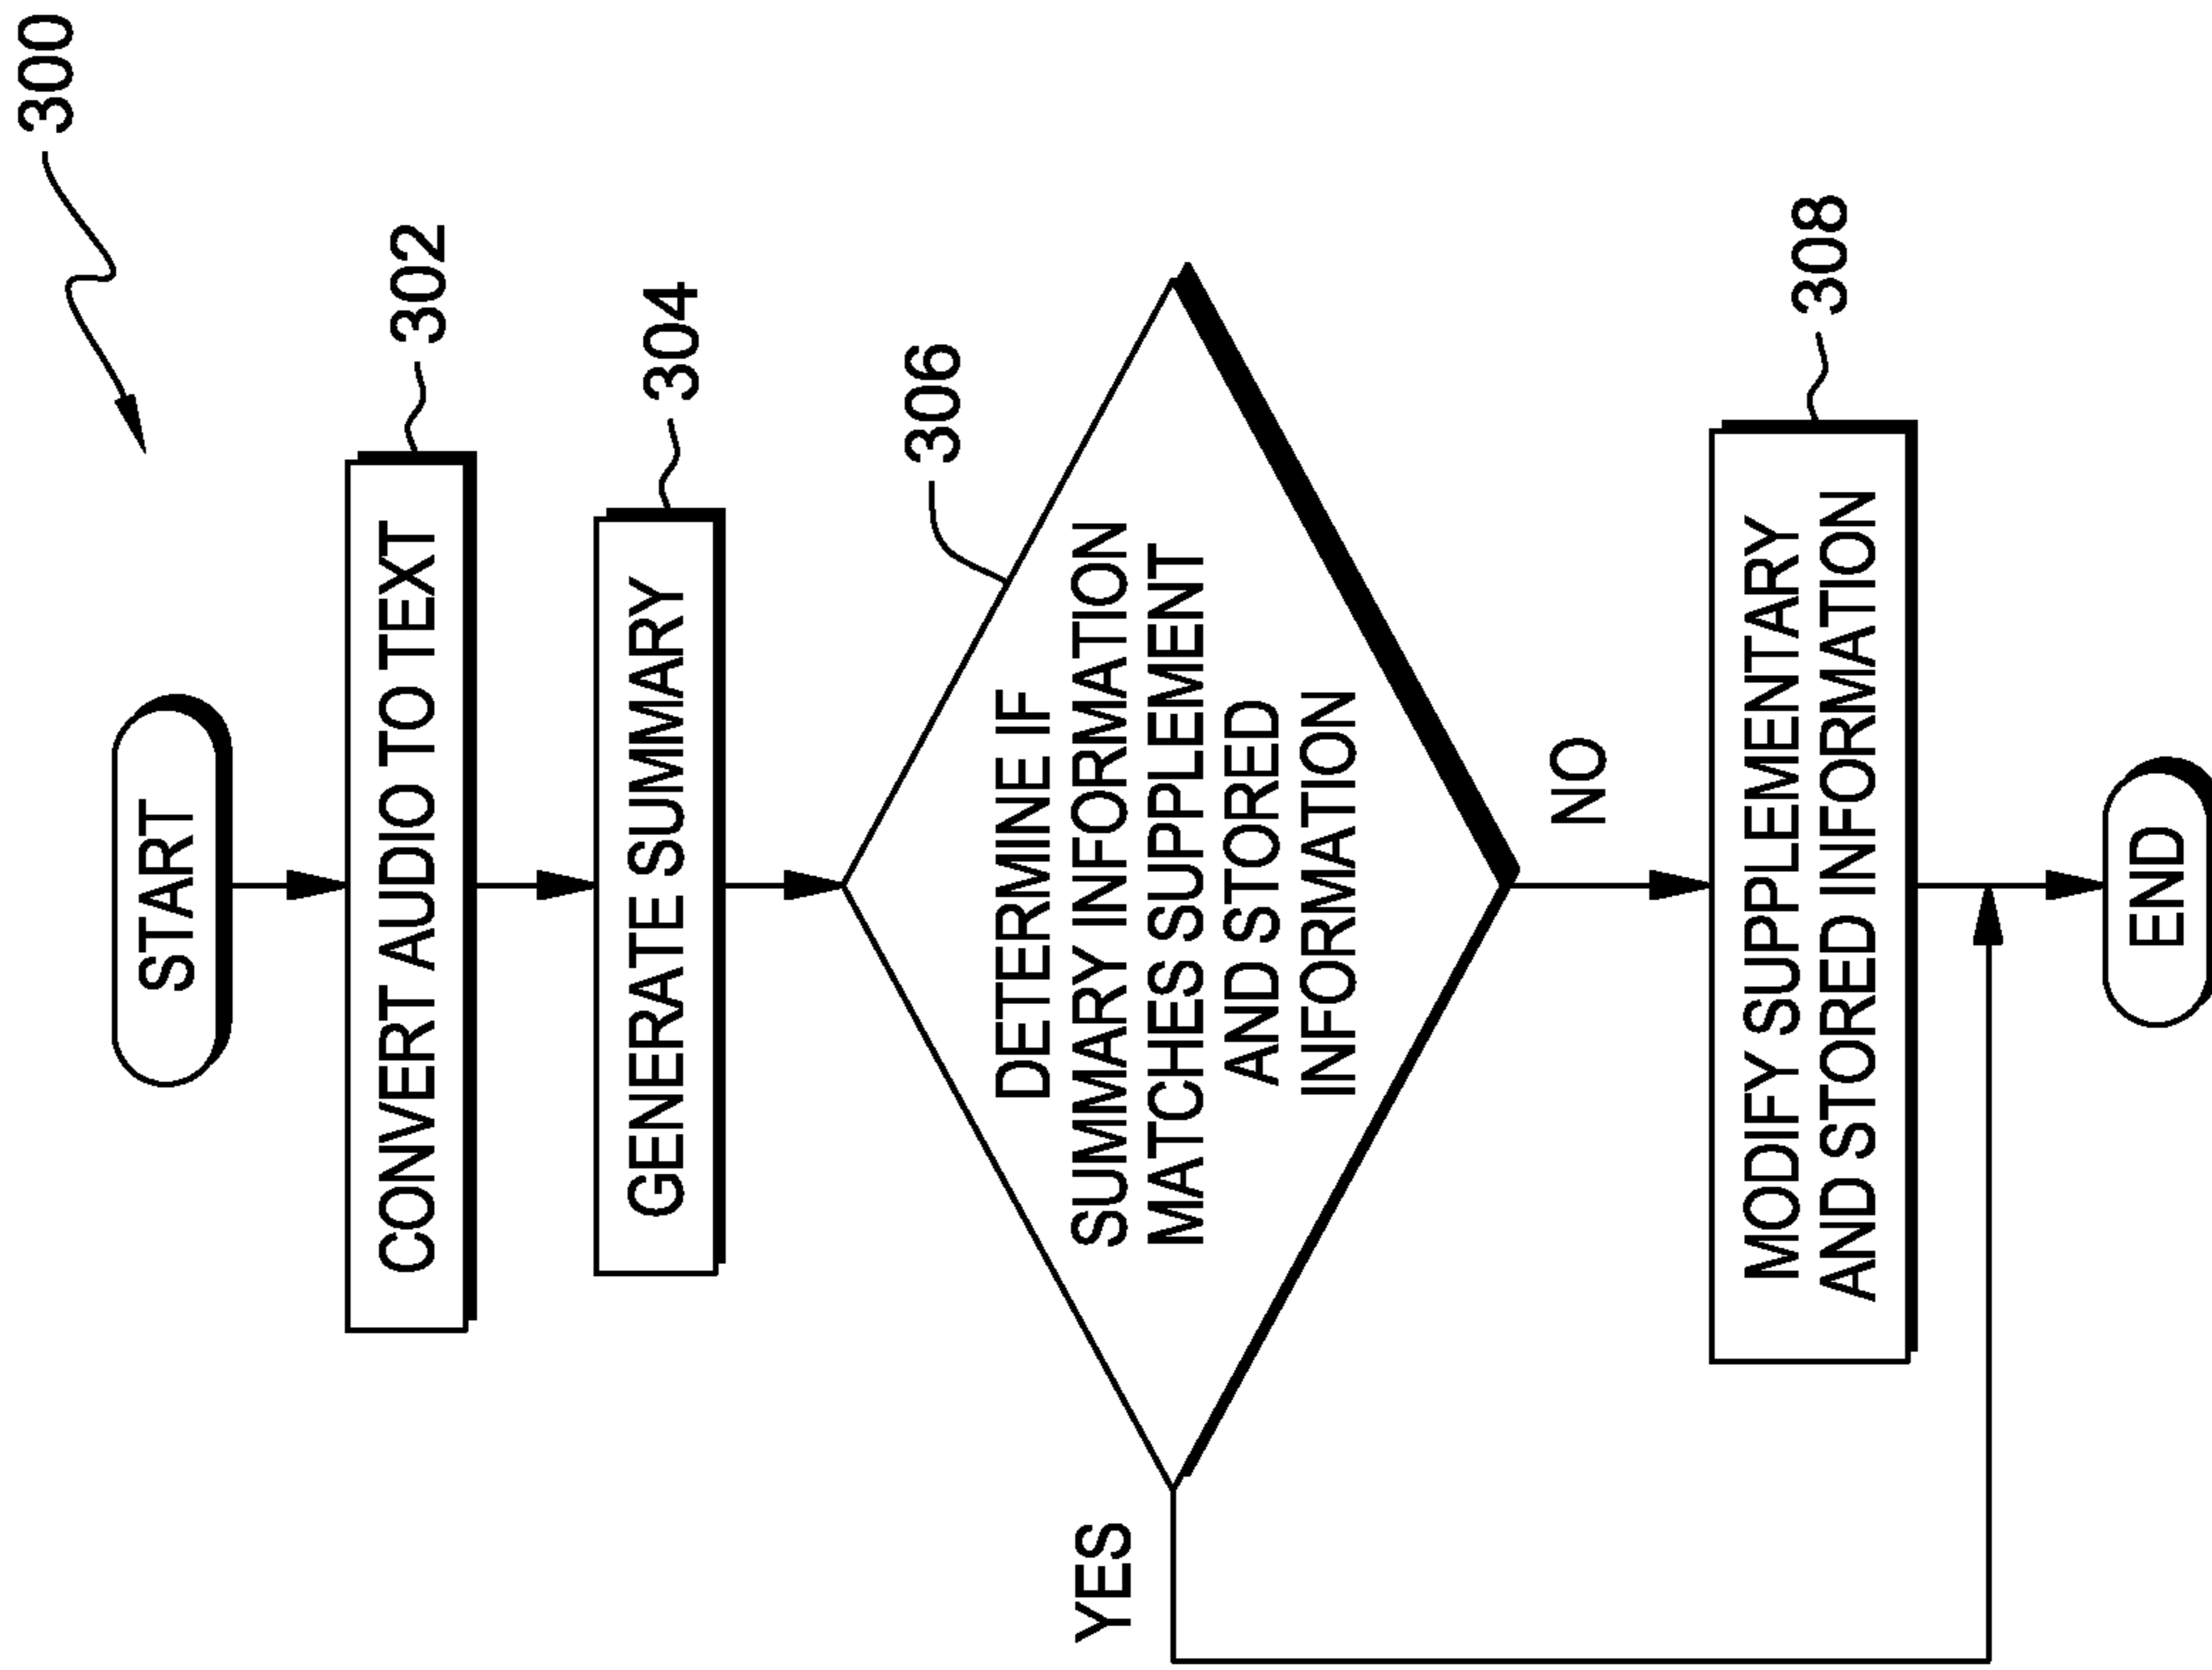 300
START
CONVERT AUDIO TO TEXT
302
GENERATE SUMMARY
304
306
DETERMINE IF
SUMMARY INFORMATION
MATCHES SUPPLEMENT
AND STORED
INFORMATION
YES
NO
MODIFY SUPPLEMENTARY
AND STORED INFORMATION
308
END